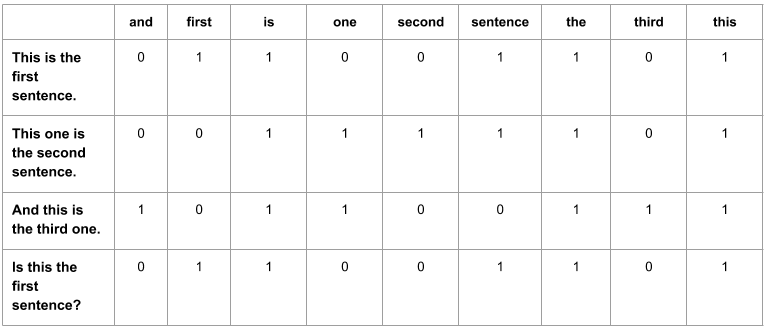 and first is one second sentence the third this
This is the 0 1 1 0 0 1 1 0 1
first
sentence.
This one is 0 0 1 1 1 1 1 0 1
the second
sentence.
And this is 1 0 1 1 0 0 1 1 1
the third one.
Is this the 0 1 1 0 0 1 1 0 1
first
sentence?